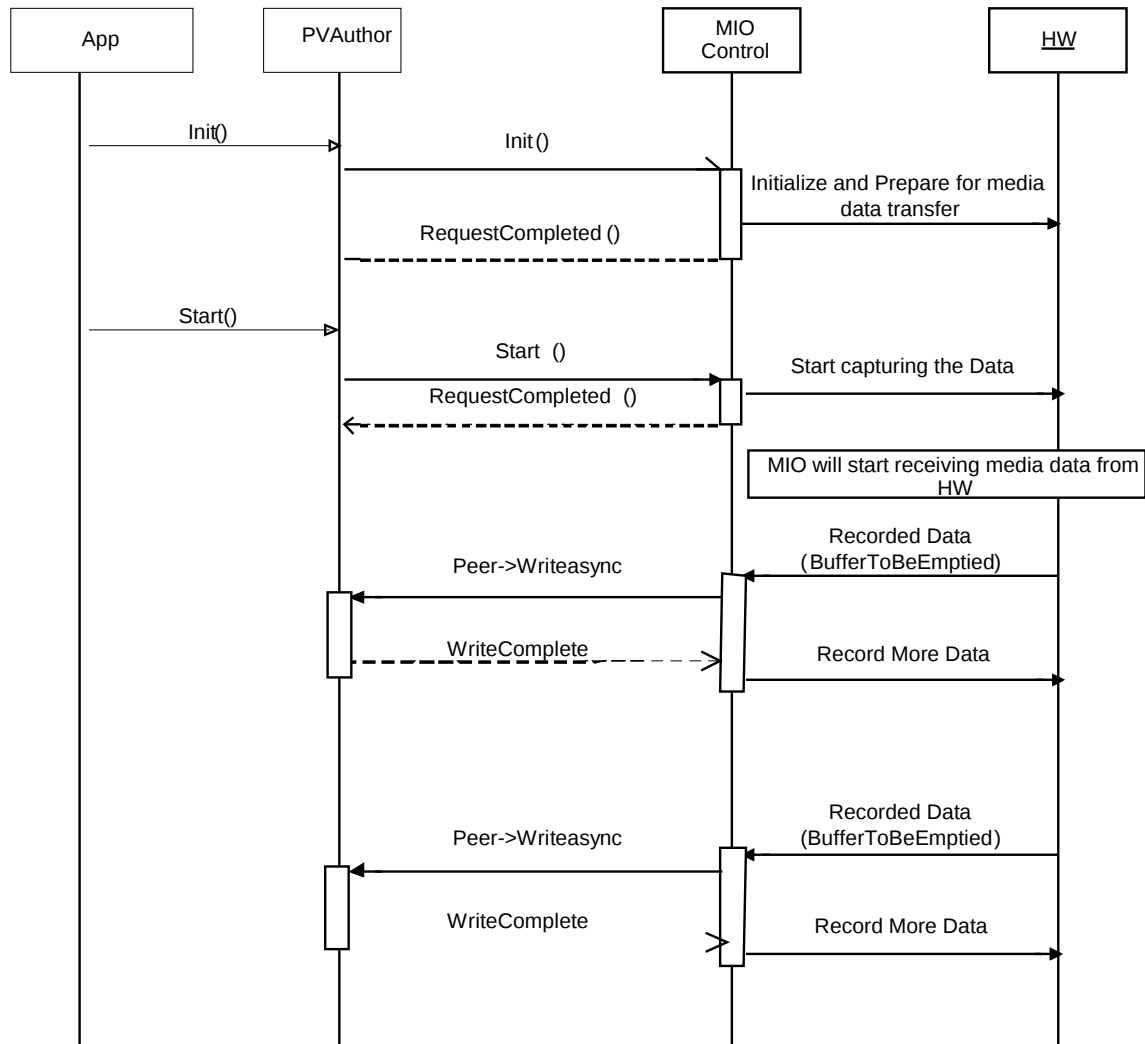 App
PVAuthor
MIO
Control
HW
Init()
Init()
Initialize and Prepare for media
data transfer
RequestCompleted ()
Start()
Start ()
Start capturing the Data
RequestCompleted ()
MIO will start receiving media data from
HW
Recorded Data
(BufferToBeEmptied)
Peer->Writeasync
WriteComplete
Record More Data
Recorded Data
(BufferToBeEmptied)
Peer->Writeasync
WriteComplete
Record More Data